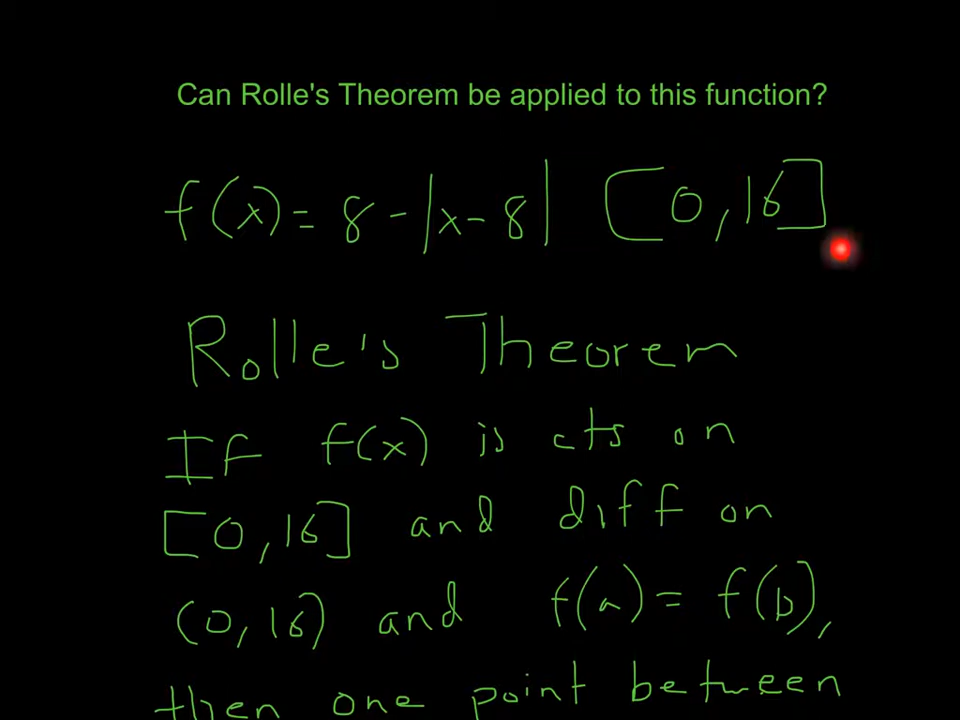 Can Rolle's Theorem be applied to this function?
f(x) = 8 - |x - 8| [0, 16]
Rolle's Theorem
If f(x) is cts on
[0, 16] and diff on
(0, 16) and f(a) = f(b),
then one point between